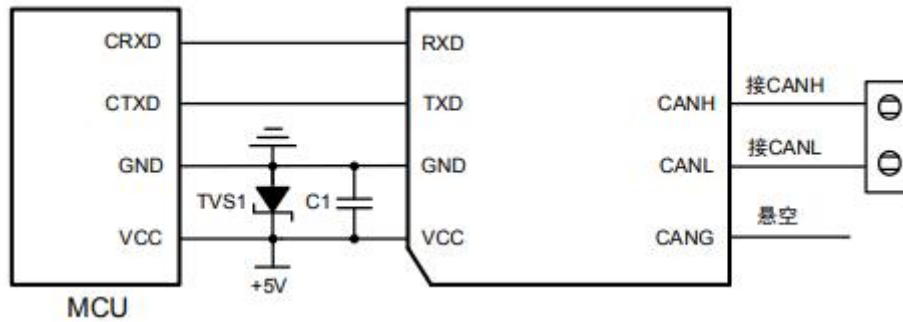 CRXD
RXD
CTXD
TXD
CANH
接CANH
GND
GND
CANL
接CANL
TVS1
C1
VCC
VCC
CANG
悬空
+5V
MCU